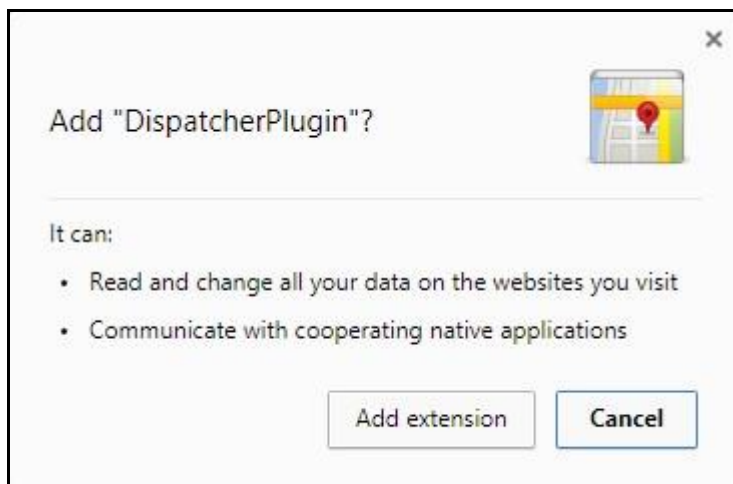 Add "DispatcherPlugin"?
It can:
• Read and change all your data on the websites you visit
• Communicate with cooperating native applications
Add extension
Cancel